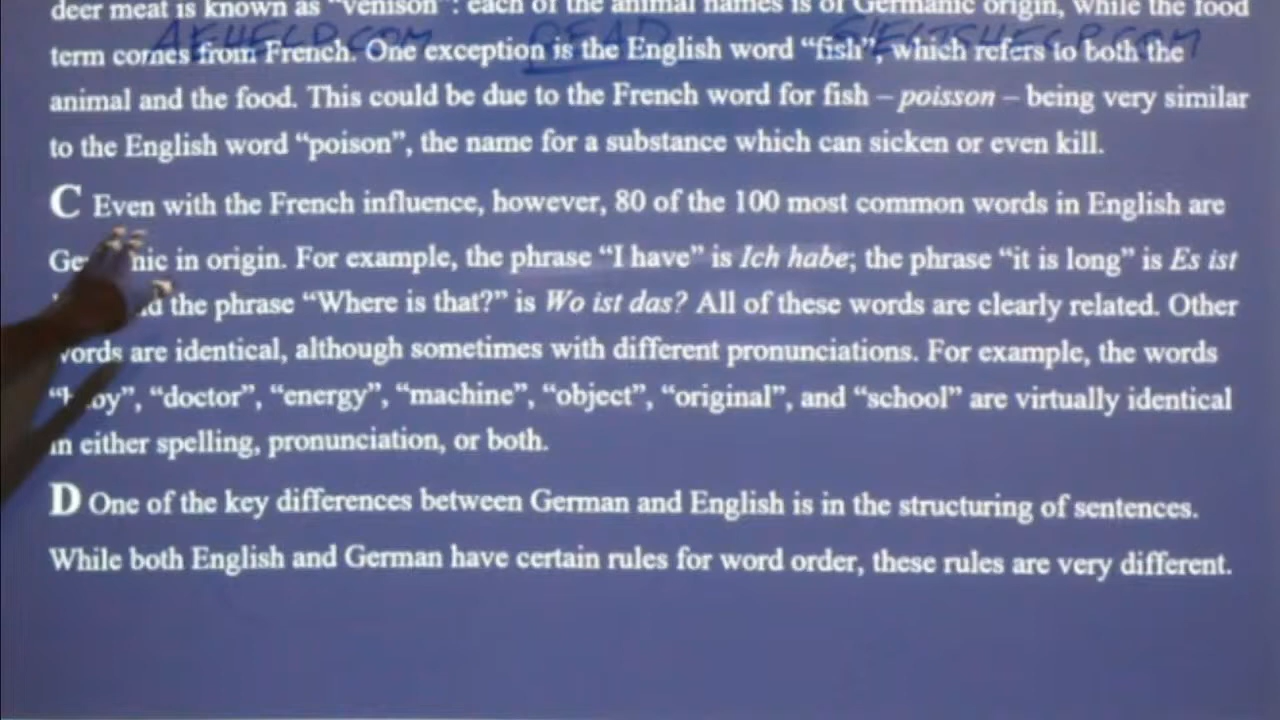 deer meat is known as “venison”: each of the animal names is of Germanic origin, while the food
AEHELP.COM READ
term comes from French. One exception is the English word “fish”, which refers to both the
animal and the food. This could be due to the French word for fish – poisson – being very similar
to the English word “poison”, the name for a substance which can sicken or even kill.
C Even with the French influence, however, 80 of the 100 most common words in English are
in origin. For example, the phrase “I have” is Ich habe; the phrase “it is long” is Es ist
the phrase “Where is that?” is Wo ist das? All of these words are clearly related. Other
words are identical, although sometimes with different pronunciations. For example, the words
“doctor”, “energy”, “machine”, “object”, “original”, and “school” are virtually identical
in either spelling, pronunciation, or both.
D One of the key differences between German and English is in the structuring of sentences.
While both English and German have certain rules for word order, these rules are very different.